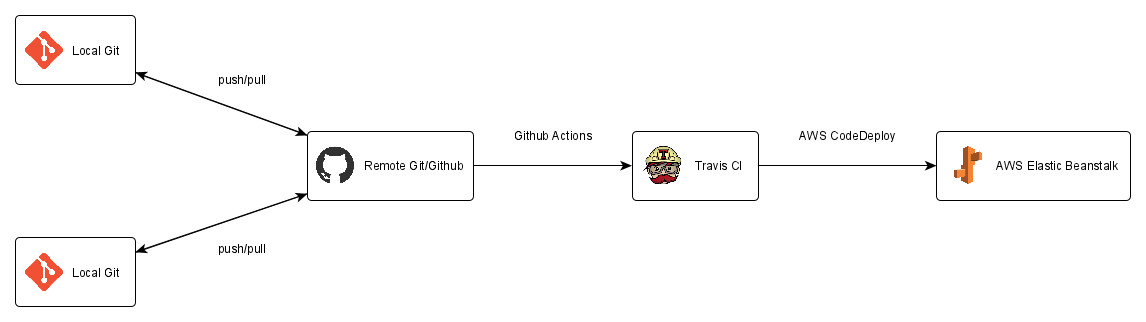 Local Git
push/pull
Github Actions
AWS CodeDeploy
Remote Git/Github
Travis CI
AWS Elastic Beanstalk
push/pull
Local Git